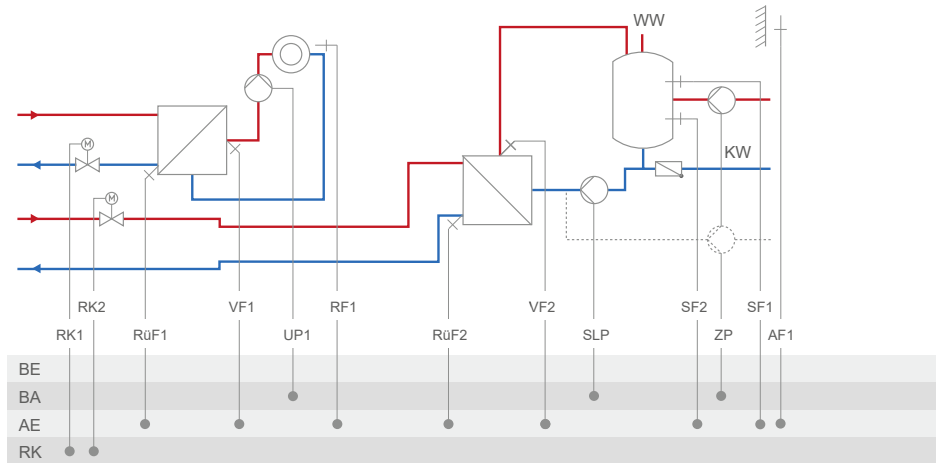 WW
M
KW
M
RK2 VF1 RF1 VF2 SF2 SF1
RK1 RüF1 UP1 RüF2 SLP ZP AF1
BE
BA
AE
RK